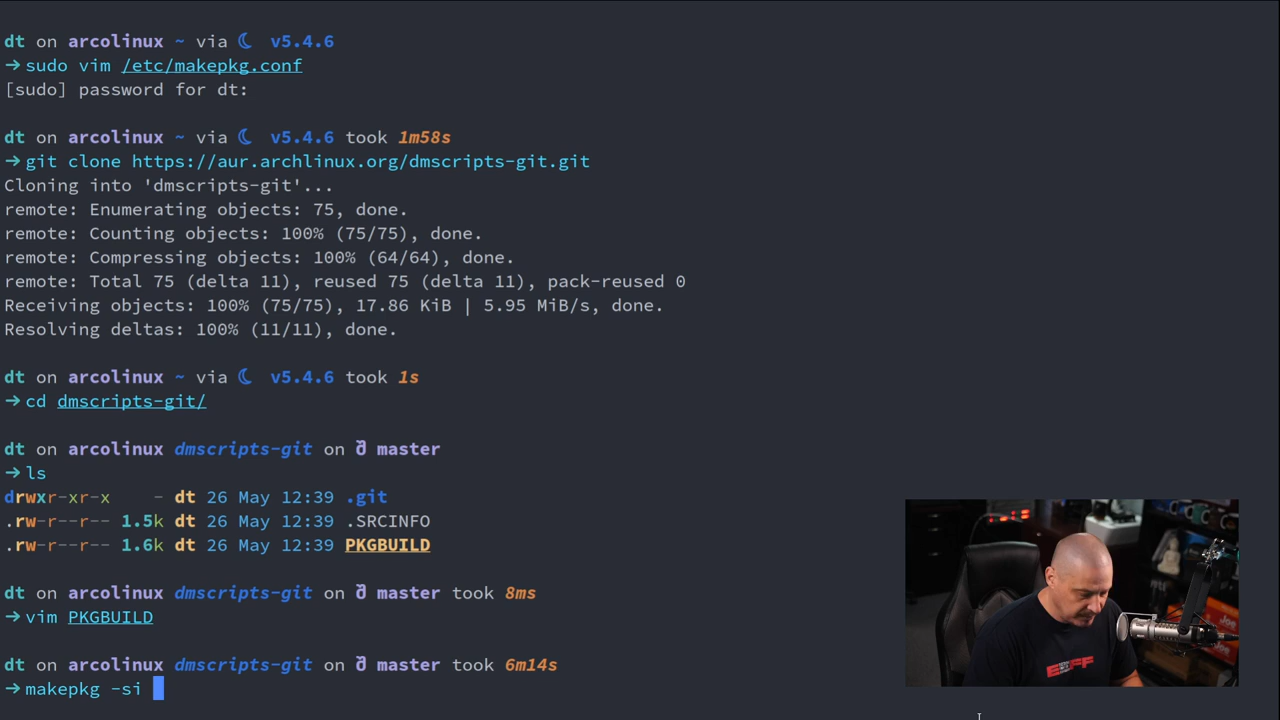 dt on arcolinux ~ via v5.4.6
→ sudo vim /etc/makepkg.conf
[sudo] password for dt:
dt on arcolinux ~ via v5.4.6 took 1m58s
→ git clone https://aur.archlinux.org/dmscripts-git.git
Cloning into 'dmscripts-git'...
remote: Enumerating objects: 75, done.
remote: Counting objects: 100% (75/75), done.
remote: Compressing objects: 100% (64/64), done.
remote: Total 75 (delta 11), reused 75 (delta 11), pack-reused 0
Receiving objects: 100% (75/75), 17.86 KiB | 5.95 MiB/s, done.
Resolving deltas: 100% (11/11), done.
dt on arcolinux ~ via v5.4.6 took 1s
→ cd dmscripts-git/
dt on arcolinux dmscripts-git on master
→ ls
drwxr-xr-x - dt 26 May 12:39 .git
.rw-r--r-- 1.5k dt 26 May 12:39 .SRCINFO
.rw-r--r-- 1.6k dt 26 May 12:39 PKGBUILD
dt on arcolinux dmscripts-git on master took 8ms
→ vim PKGBUILD
dt on arcolinux dmscripts-git on master took 6m14s
→ makepkg -si